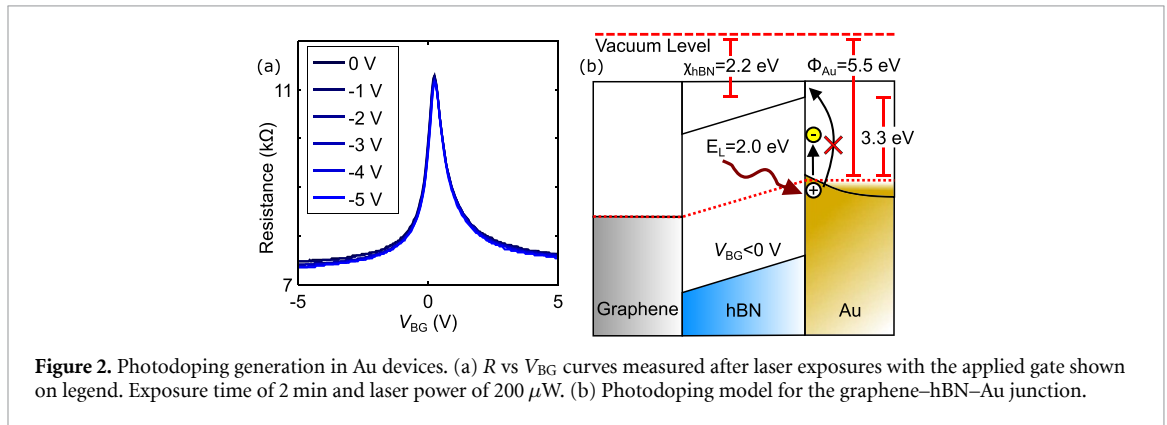 (a)
0 V
-1 V
-2 V
-3 V
-4 V
-5 V
Resistance (kΩ)
11
7
-5
0
5
V_BG (V)
(b)
Vacuum Level
χ_hBN=2.2 eV
Φ_Au=5.5 eV
3.3 eV
E_L=2.0 eV
-
+
V_BG<0 V
Graphene
hBN
Au
Figure 2. Photodoping generation in Au devices. (a) R vs V_BG curves measured after laser exposures with the applied gate shown
on legend. Exposure time of 2 min and laser power of 200 μW. (b) Photodoping model for the graphene–hBN–Au junction.